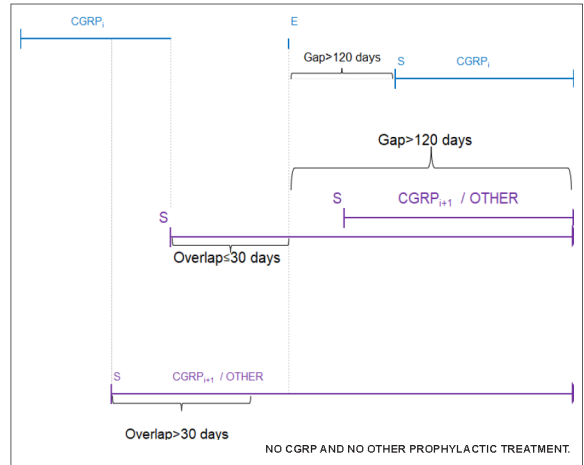 CGRPi
E
Gap>120 days
S CGRPi
Gap>120 days
S CGRPi+1 / OTHER
S
Overlap≤30 days
S CGRPi+1 / OTHER
Overlap>30 days
NO CGRP AND NO OTHER PROPHYLACTIC TREATMENT.